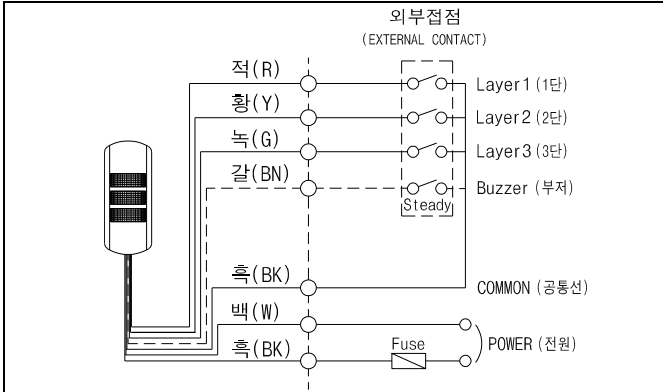 외부접점
(EXTERNAL CONTACT)
적(R)
Layer1 (1단)
황(Y)
Layer2 (2단)
녹(G)
Layer3 (3단)
갈(BN)
Buzzer (부저)
Steady
흑(BK)
COMMON (공통선)
백(W)
POWER (전원)
Fuse
흑(BK)